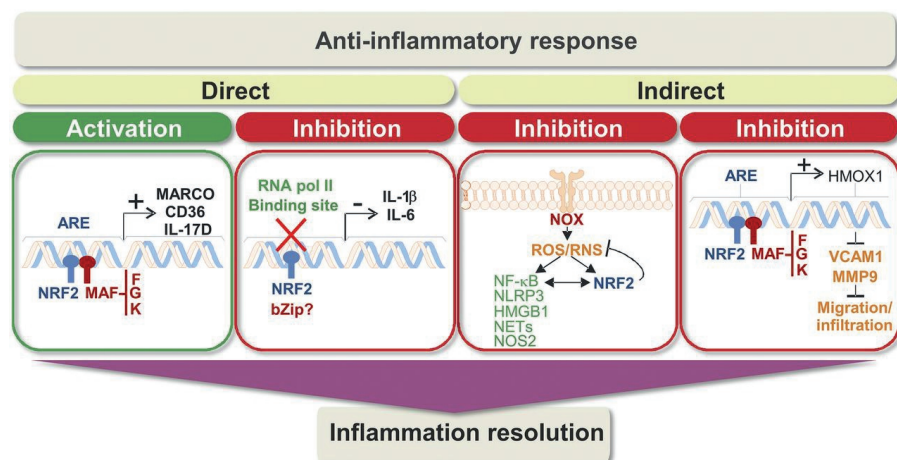 Anti-inflammatory response
Direct
Indirect
Activation
Inhibition
Inhibition
Inhibition
ARE
+
MARCO
CD36
IL-17D
NRF2
MAF
F
G
K
RNA pol II
Binding site
-
IL-1β
IL-6
NRF2
bZip?
NOX
ROS/RNS
NF-κB
NLRP3
HMGB1
NETs
NOS2
NRF2
ARE
+
HMOX1
NRF2
MAF
F
G
K
VCAM1
MMP9
Migration/
infiltration
Inflammation resolution